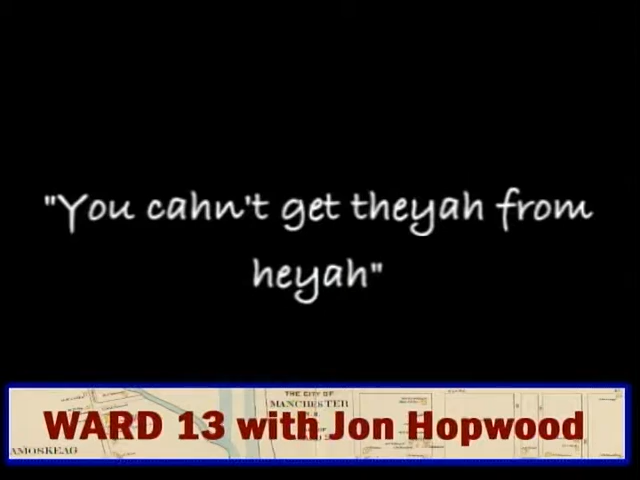 "You cahn't get theyah from
heyah"
THE CITY OF
MANCHESTER
WARD 13 with Jon Hopwood
AMOSKEAG